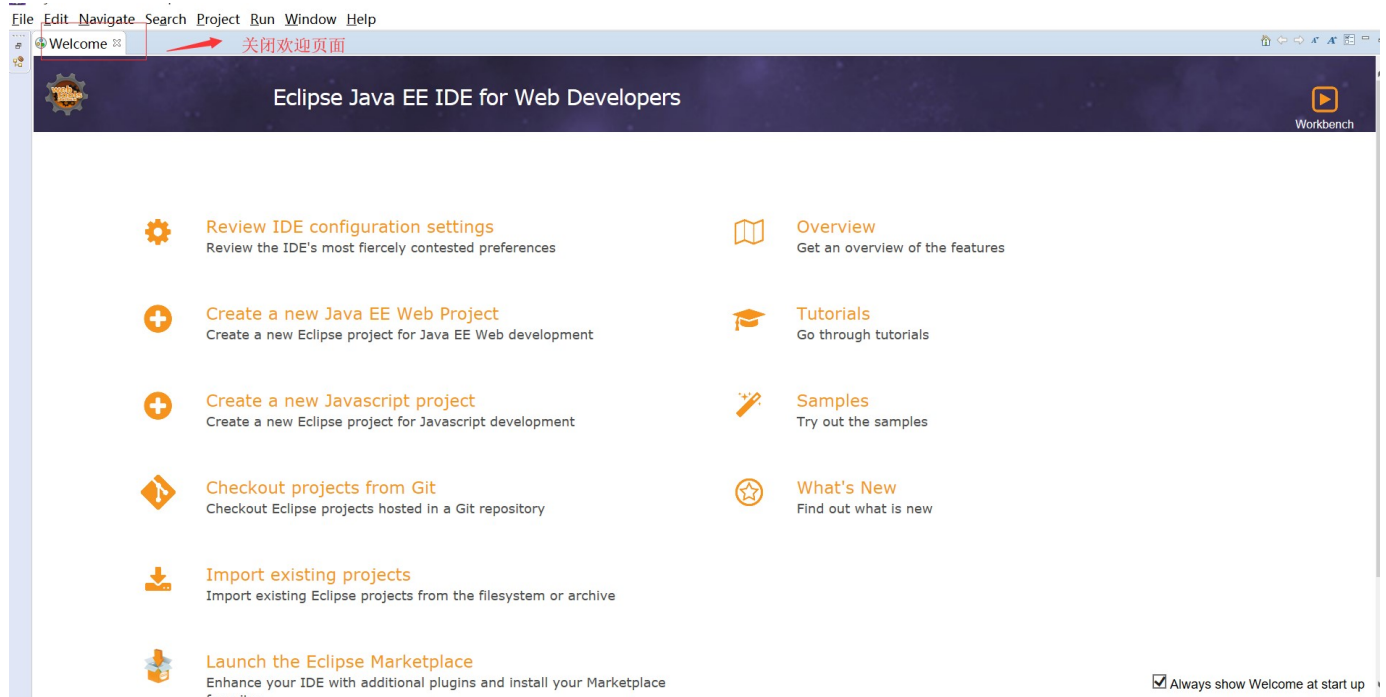 File Edit Navigate Search Project Run Window Help
Welcome
关闭欢迎页面
Eclipse Java EE IDE for Web Developers
Workbench
Review IDE configuration settings
Review the IDE's most fiercely contested preferences
Overview
Get an overview of the features
Create a new Java EE Web Project
Create a new Eclipse project for Java EE Web development
Tutorials
Go through tutorials
Create a new Javascript project
Create a new Eclipse project for Javascript development
Samples
Try out the samples
Checkout projects from Git
Checkout Eclipse projects hosted in a Git repository
What's New
Find out what is new
Import existing projects
Import existing Eclipse projects from the filesystem or archive
Launch the Eclipse Marketplace
Enhance your IDE with additional plugins and install your Marketplace
Always show Welcome at start up